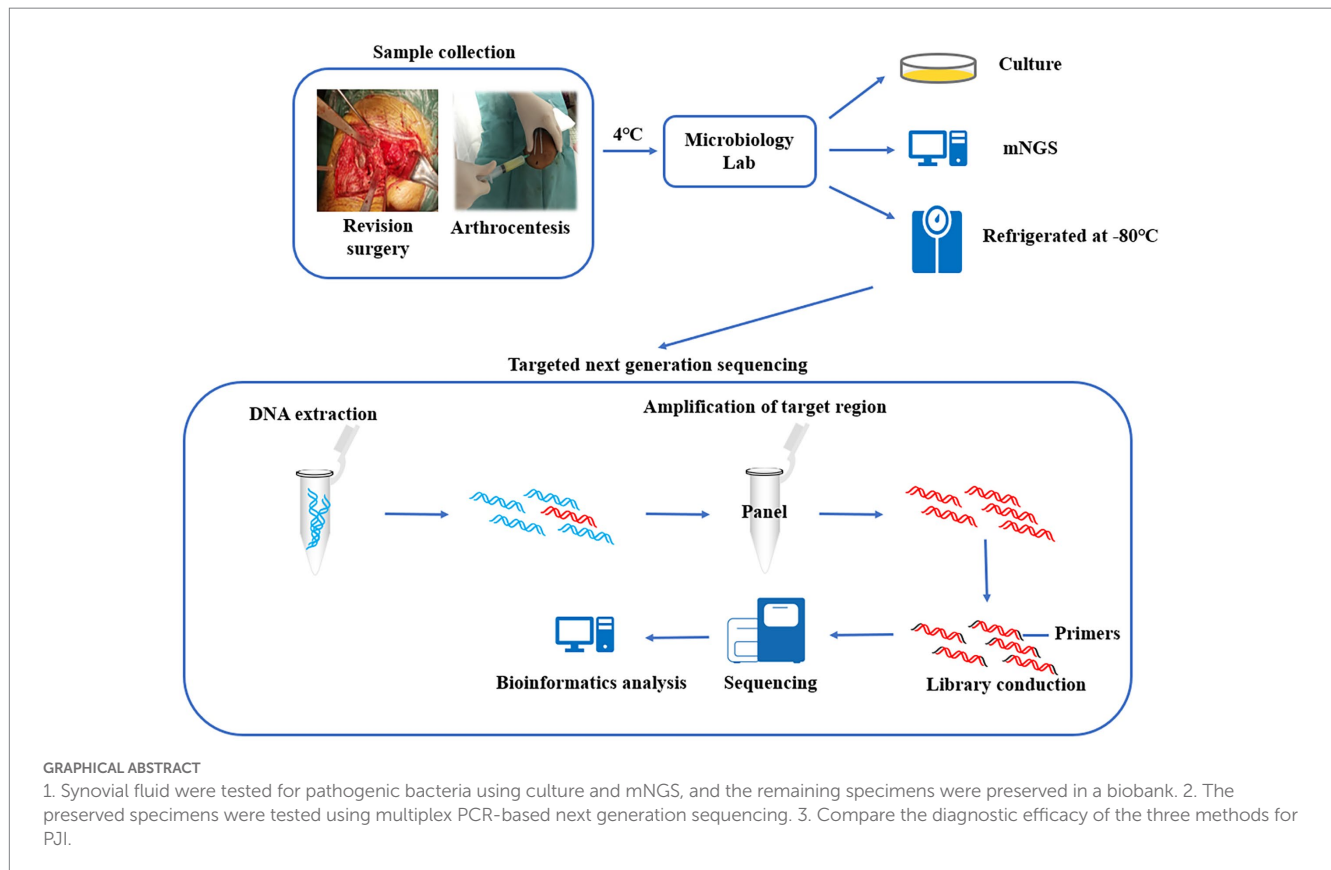 Sample collection
Revision
surgery
Arthrocentesis
4°C
Microbiology
Lab
Culture
mNGS
Refrigerated at -80°C
Targeted next generation sequencing
DNA extraction
Amplification of target region
Panel
Primers
Library conduction
Sequencing
Bioinformatics analysis
GRAPHICAL ABSTRACT
1. Synovial fluid were tested for pathogenic bacteria using culture and mNGS, and the remaining specimens were preserved in a biobank. 2. The
preserved specimens were tested using multiplex PCR-based next generation sequencing. 3. Compare the diagnostic efficacy of the three methods for
PJI.